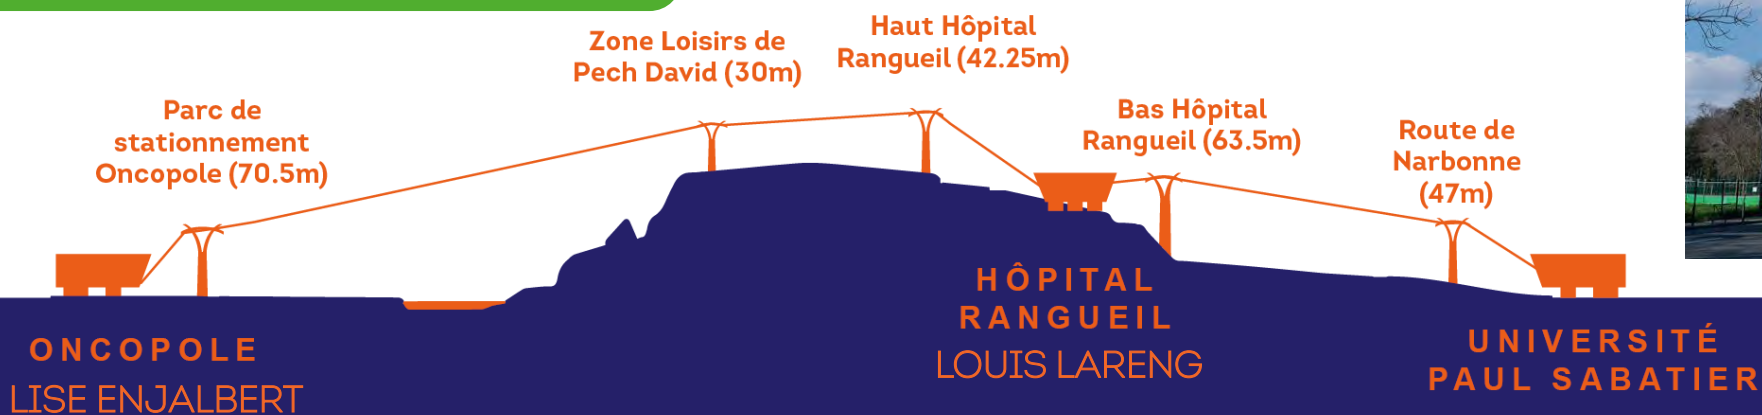 Parc de
stationnement
Oncopole (70.5m)
Zone Loisirs de
Pech David (30m)
Haut Hôpital
Rangueil (42.25m)
Bas Hôpital
Rangueil (63.5m)
Route de
Narbonne
(47m)
ONCOPOLE
LISE ENJALBERT
HÔPITAL
RANGUEIL
LOUIS LARENG
UNIVERSITÉ
PAUL SABATIER